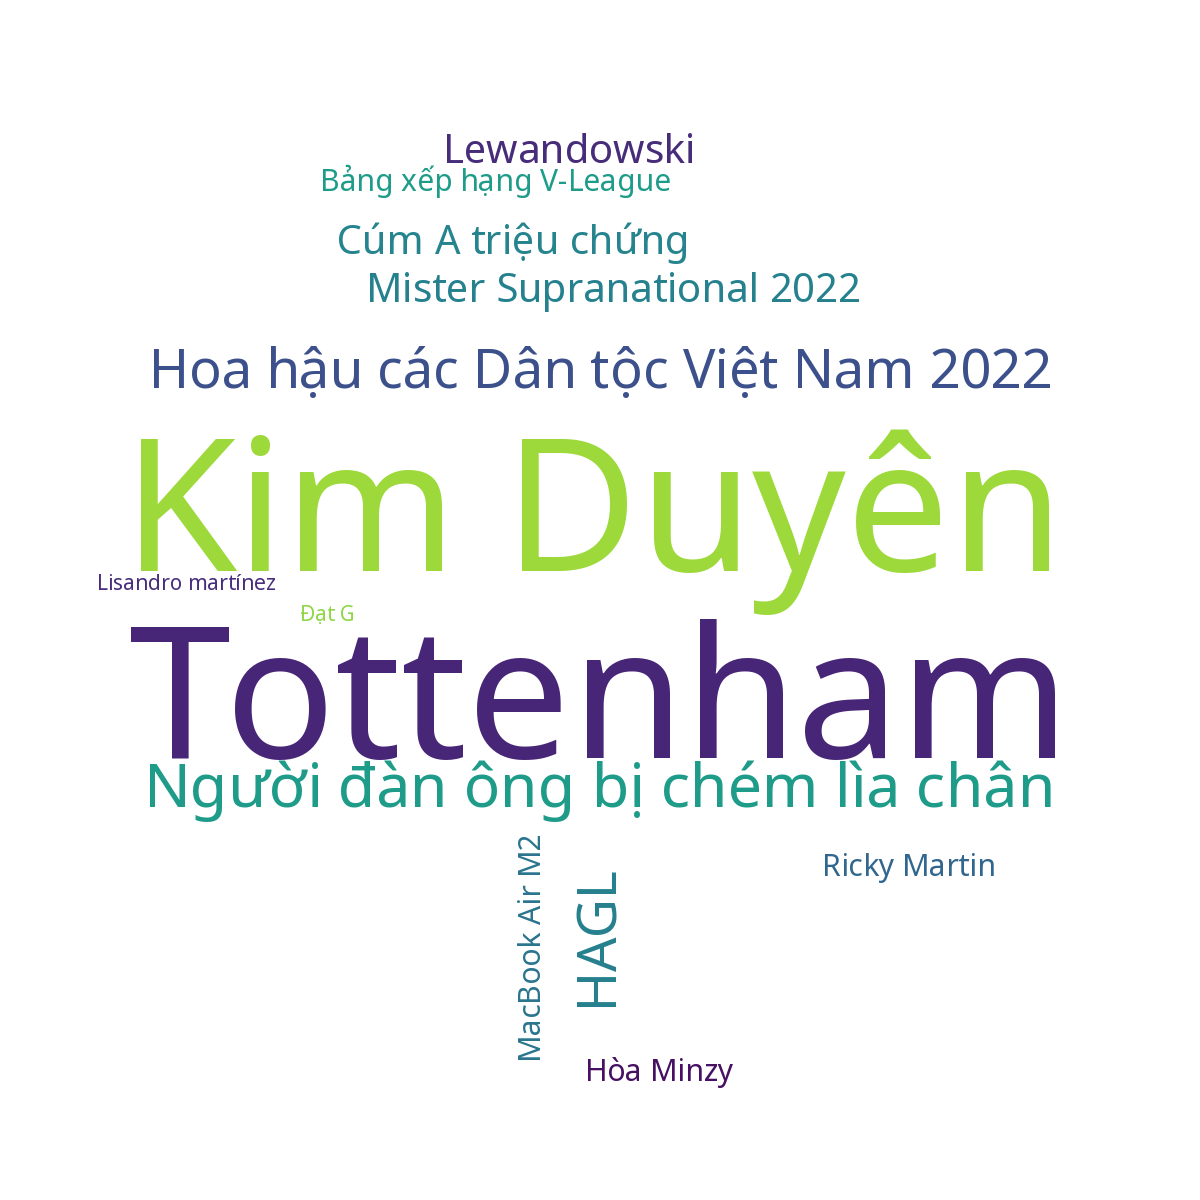 Lewandowski
Bảng xếp hạng V-League
Cúm A triệu chứng
Mister Supranational 2022
Hoa hậu các Dân tộc Việt Nam 2022
Kim Duyên
Lisandro martínez
Đạt G
Tottenham
Người đàn ông bị chém lìa chân
MacBook Air M2
HAGL
Ricky Martin
Hòa Minzy